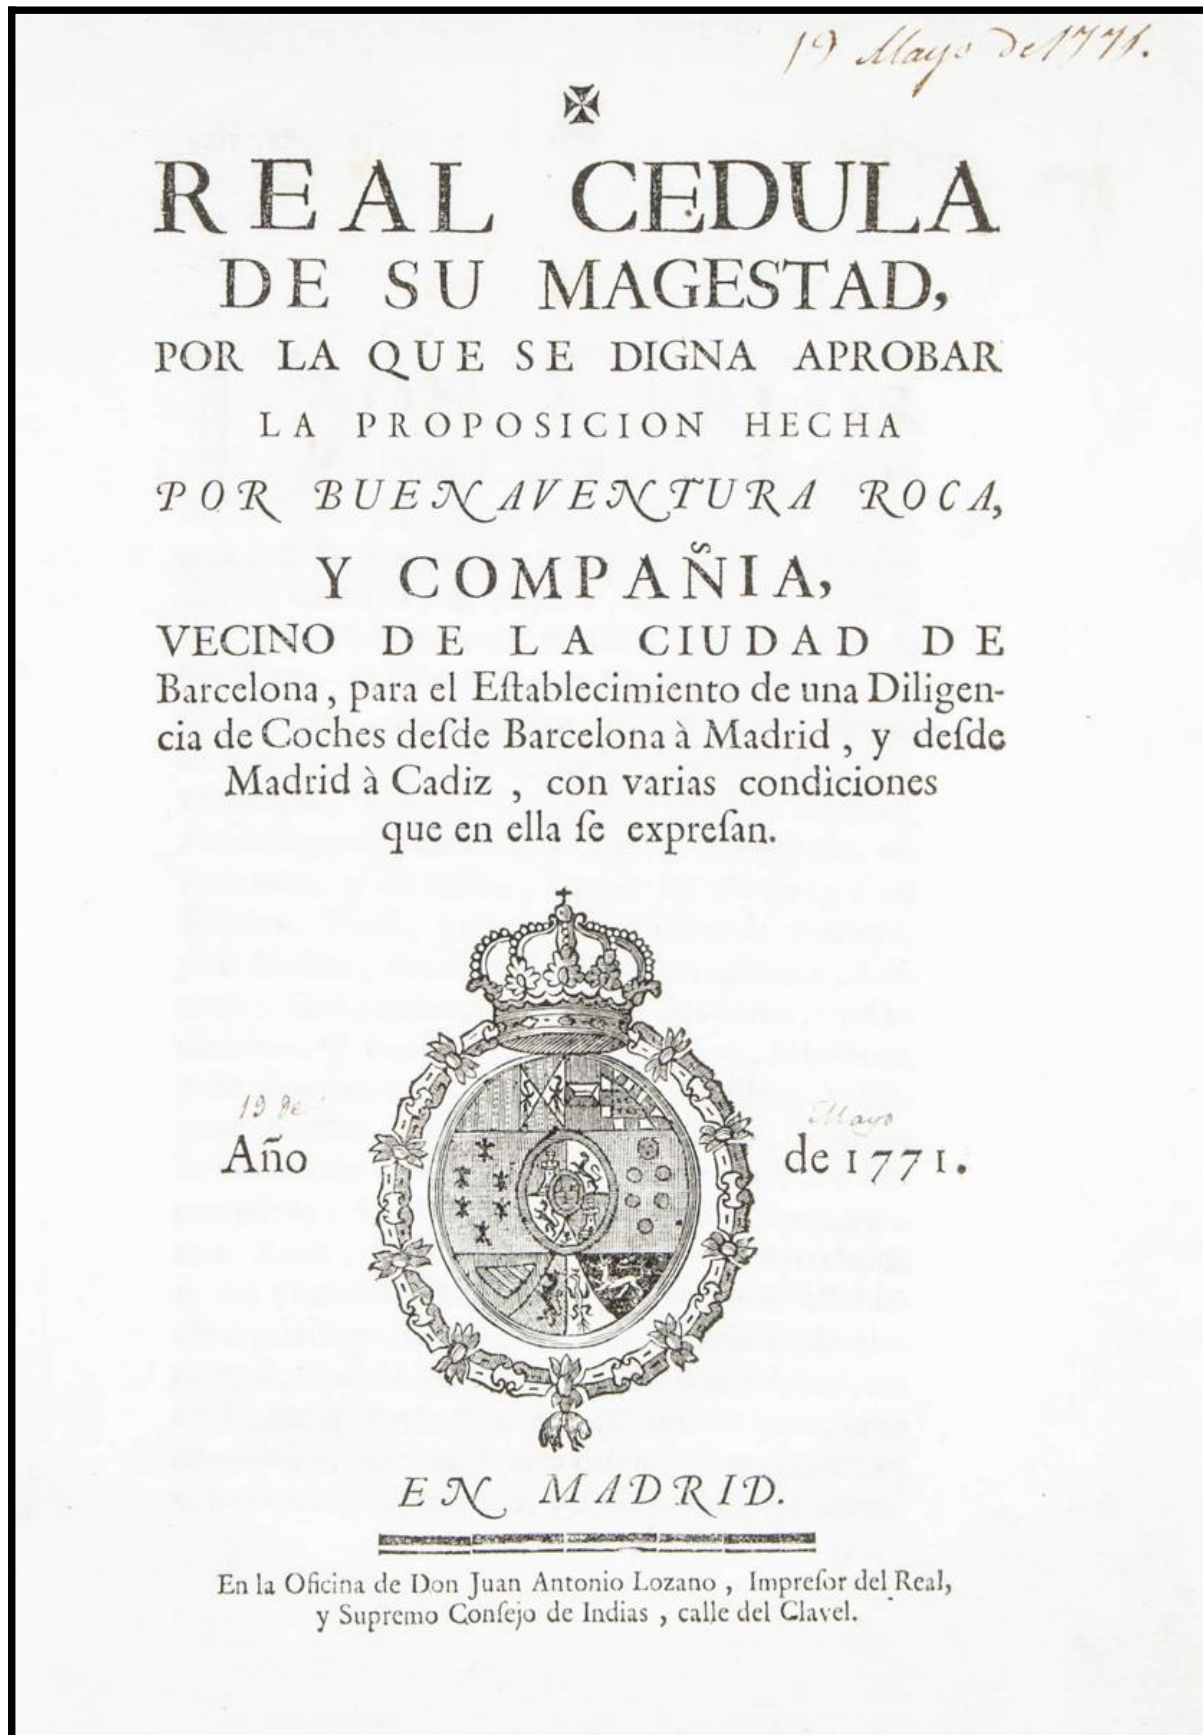 19 Mayo de 1771.
REAL CEDULA
DE SU MAGESTAD,
POR LA QUE SE DIGNA APROBAR
LA PROPOSICION HECHA
POR BUENAVENTURA ROCA,
Y COMPAÑIA,
VECINO DE LA CIUDAD DE
Barcelona, para el Eſtablecimiento de una Diligen-
cia de Coches deſde Barcelona à Madrid, y deſde
Madrid à Cadiz, con varias condiciones
que en ella ſe expreſan.
19 de Mayo
Año de 1771.
EN MADRID.
En la Oficina de Don Juan Antonio Lozano, Impreſor del Real,
y Supremo Conſejo de Indias, calle del Clavel.